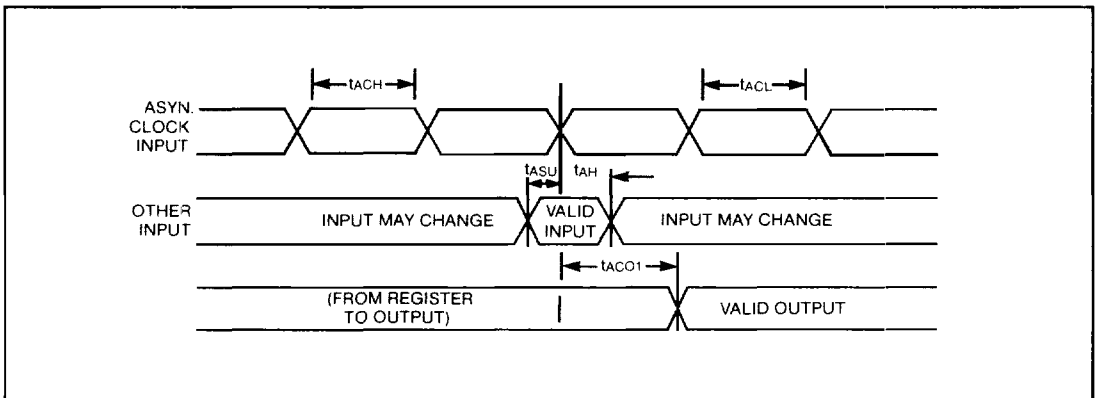 tACH
tACL
ASYN.
CLOCK
INPUT
tASU
tAH
OTHER
INPUT
INPUT MAY CHANGE
VALID
INPUT
INPUT MAY CHANGE
tACO1
(FROM REGISTER
TO OUTPUT)
VALID OUTPUT